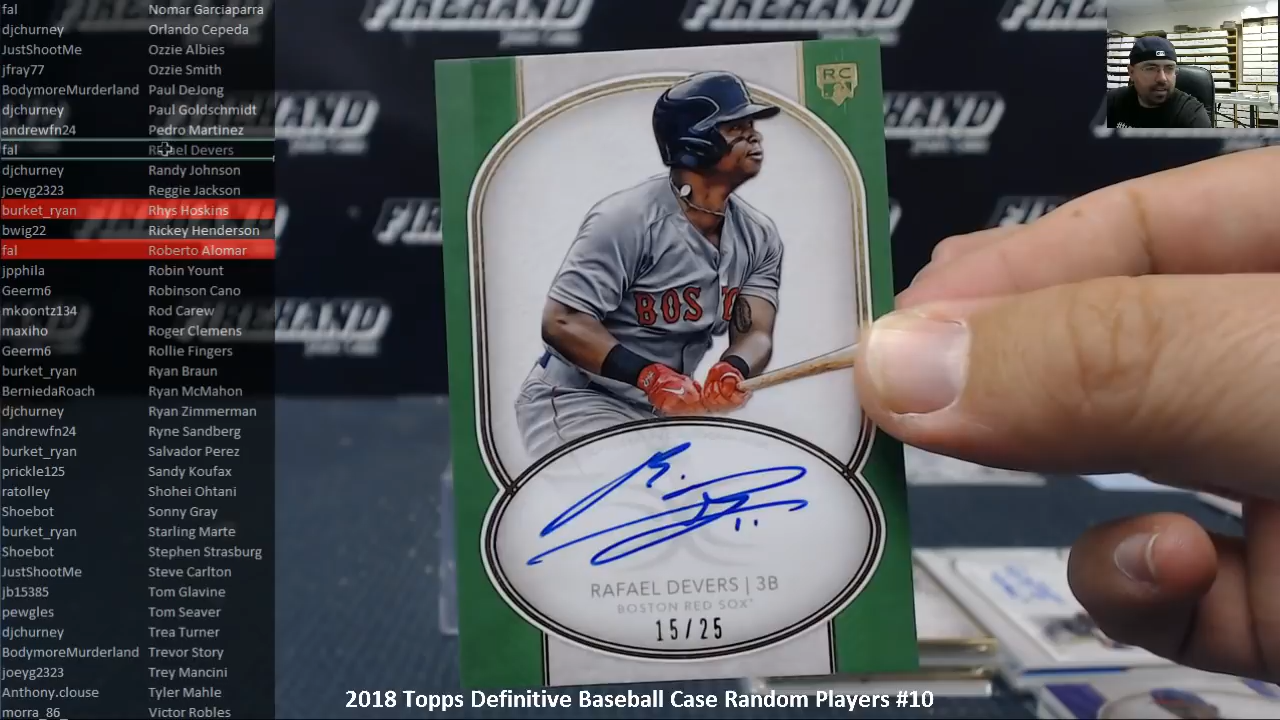 fal Nomar Garciaparra
djchurney Orlando Cepeda
JustShootMe Ozzie Albies
jfray77 Ozzie Smith
BodymoreMurderland Paul DeJong
djchurney Paul Goldschmidt
andrewfn24 Pedro Martinez
fal Rafael Devers
djchurney Randy Johnson
joeyg2323 Reggie Jackson
burket_ryan Rhys Hoskins
bwig22 Rickey Henderson
fal Roberto Alomar
jpphila Robin Yount
Geerm6 Robinson Cano
mkoontz134 Rod Carew
maxiho Roger Clemens
Geerm6 Rollie Fingers
burket_ryan Ryan Braun
BerniedaRoach Ryan McMahon
djchurney Ryan Zimmerman
andrewfn24 Ryne Sandberg
burket_ryan Salvador Perez
prickle125 Sandy Koufax
ratolley Shohei Ohtani
Shoebot Sonny Gray
burket_ryan Starling Marte
Shoebot Stephen Strasburg
JustShootMe Steve Carlton
jb15385 Tom Glavine
pewgles Tom Seaver
djchurney Trea Turner
BodymoreMurderland Trevor Story
joeyg2323 Trey Mancini
Anthony.clouse Tyler Mahle
morra_86_ Victor Robles
RC
BOS
RAFAEL DEVERS | 3B
BOSTON RED SOX
15/25
FIREHAND
2018 Topps Definitive Baseball Case Random Players #10